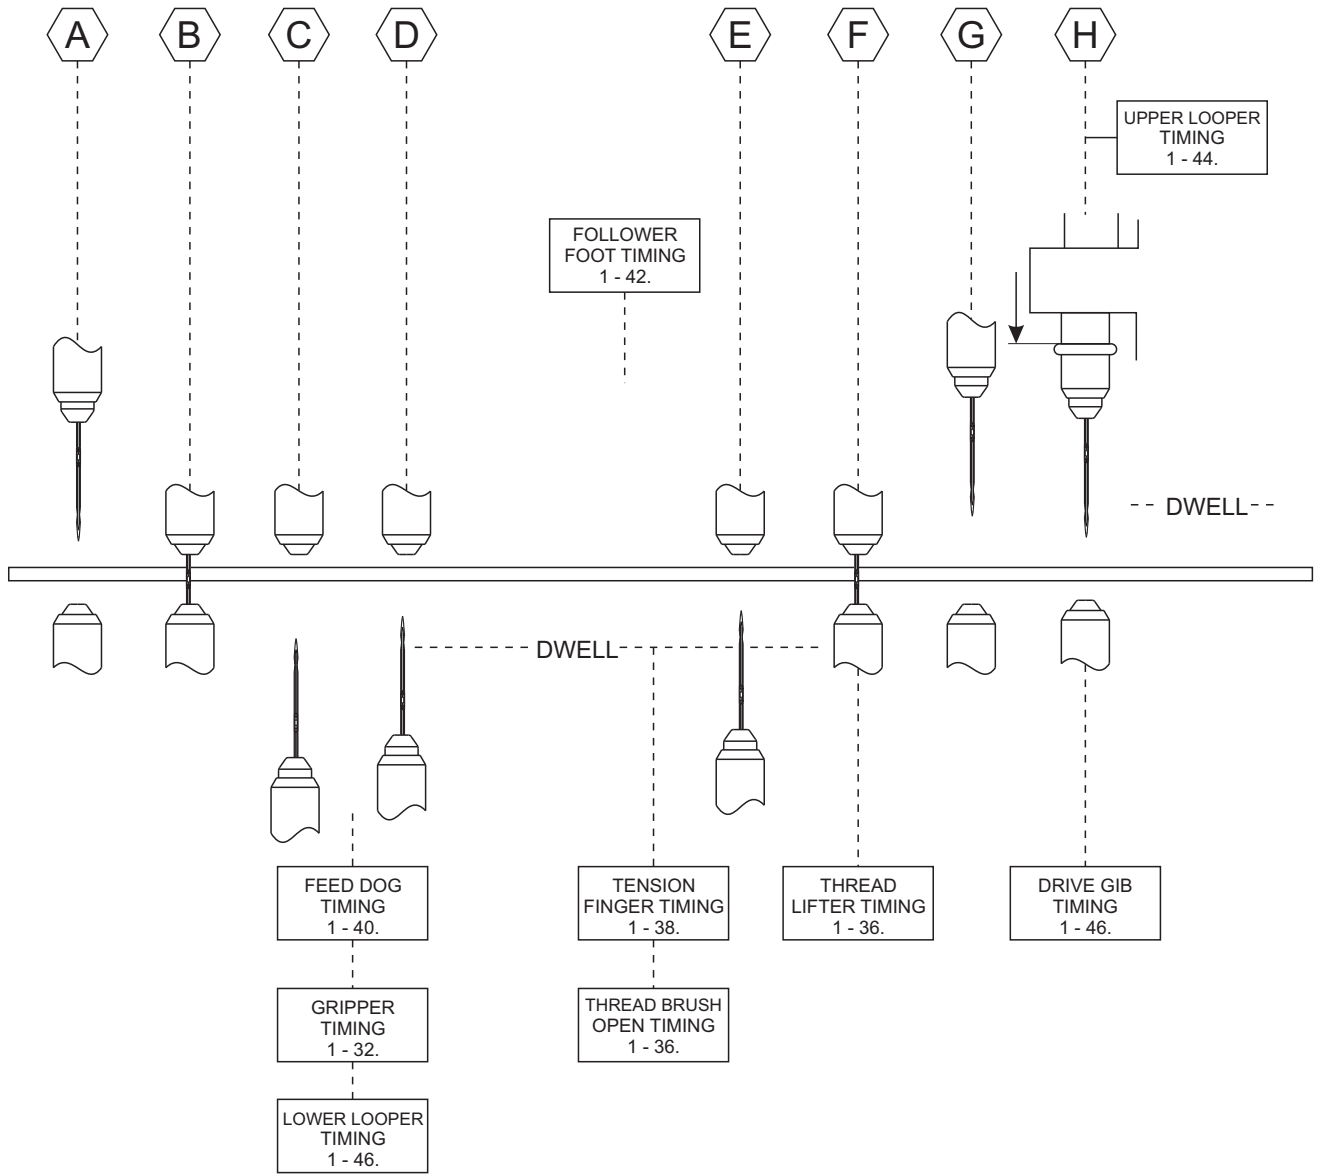 A
B
C
D
E
F
G
H
UPPER LOOPER
TIMING
1 - 44.
FOLLOWER
FOOT TIMING
1 - 42.
DWELL
DWELL
FEED DOG
TIMING
1 - 40.
TENSION
FINGER TIMING
1 - 38.
THREAD
LIFTER TIMING
1 - 36.
DRIVE GIB
TIMING
1 - 46.
GRIPPER
TIMING
1 - 32.
THREAD BRUSH
OPEN TIMING
1 - 36.
LOWER LOOPER
TIMING
1 - 46.